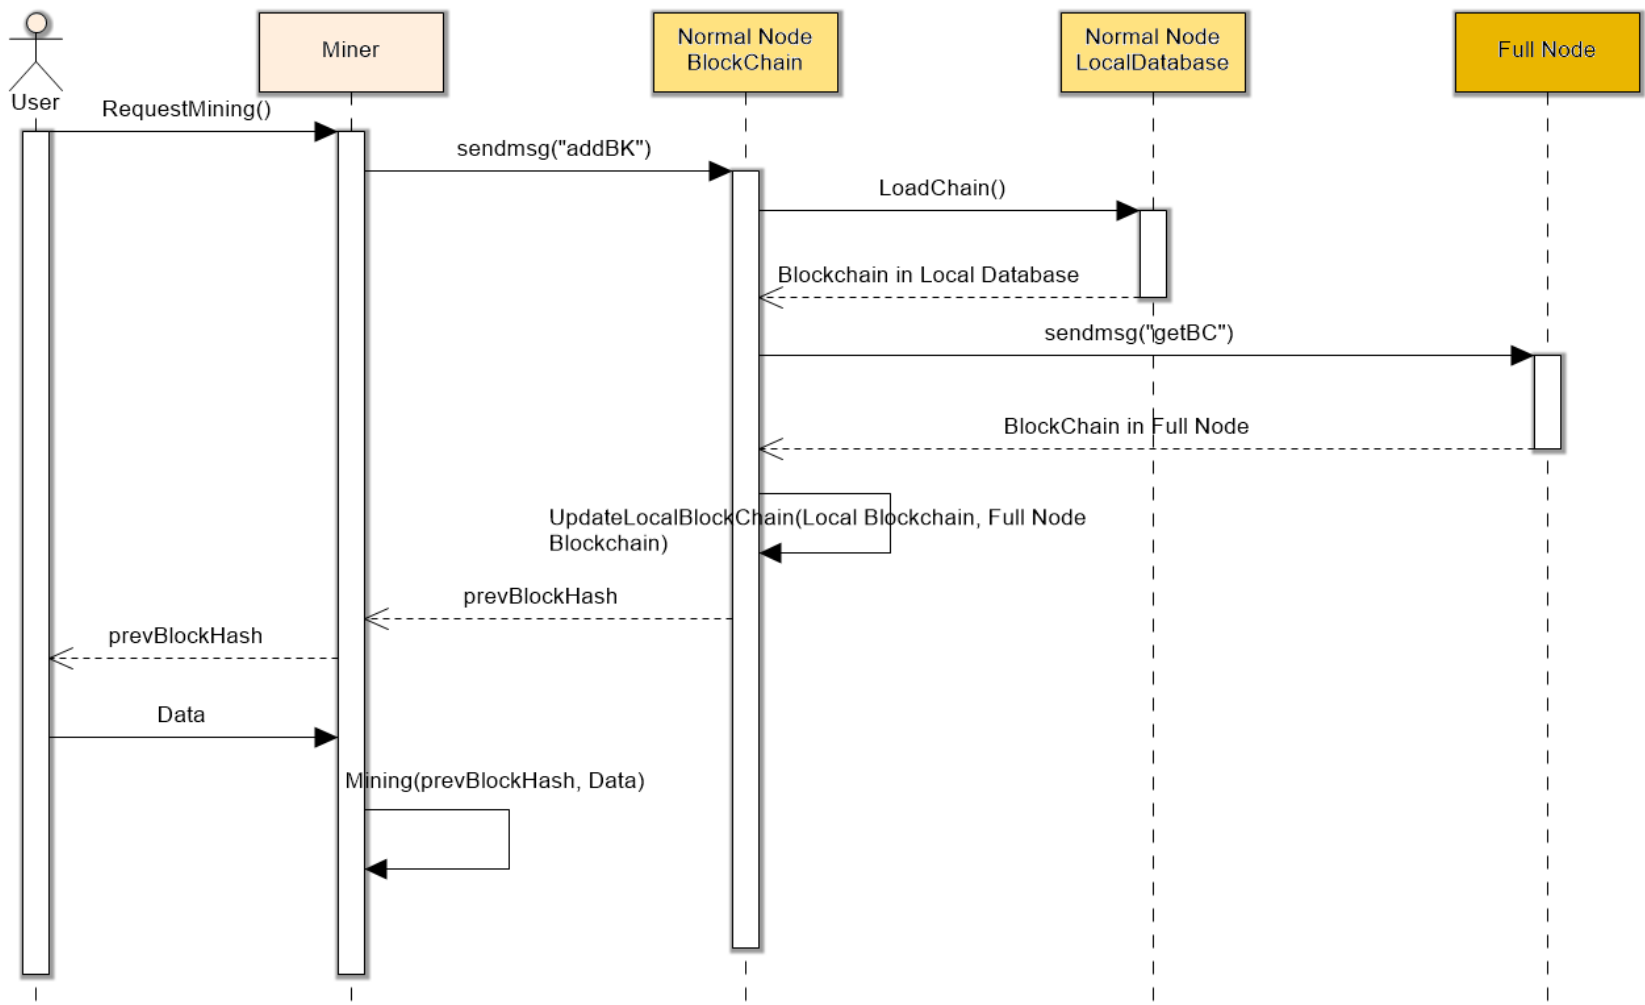 User
Miner
Normal Node
BlockChain
Normal Node
LocalDatabase
Full Node
RequestMining()
sendmsg("addBK")
LoadChain()
Blockchain in Local Database
sendmsg("getBC")
BlockChain in Full Node
UpdateLocalBlockChain(Local Blockchain, Full Node
Blockchain)
prevBlockHash
prevBlockHash
Data
Mining(prevBlockHash, Data)